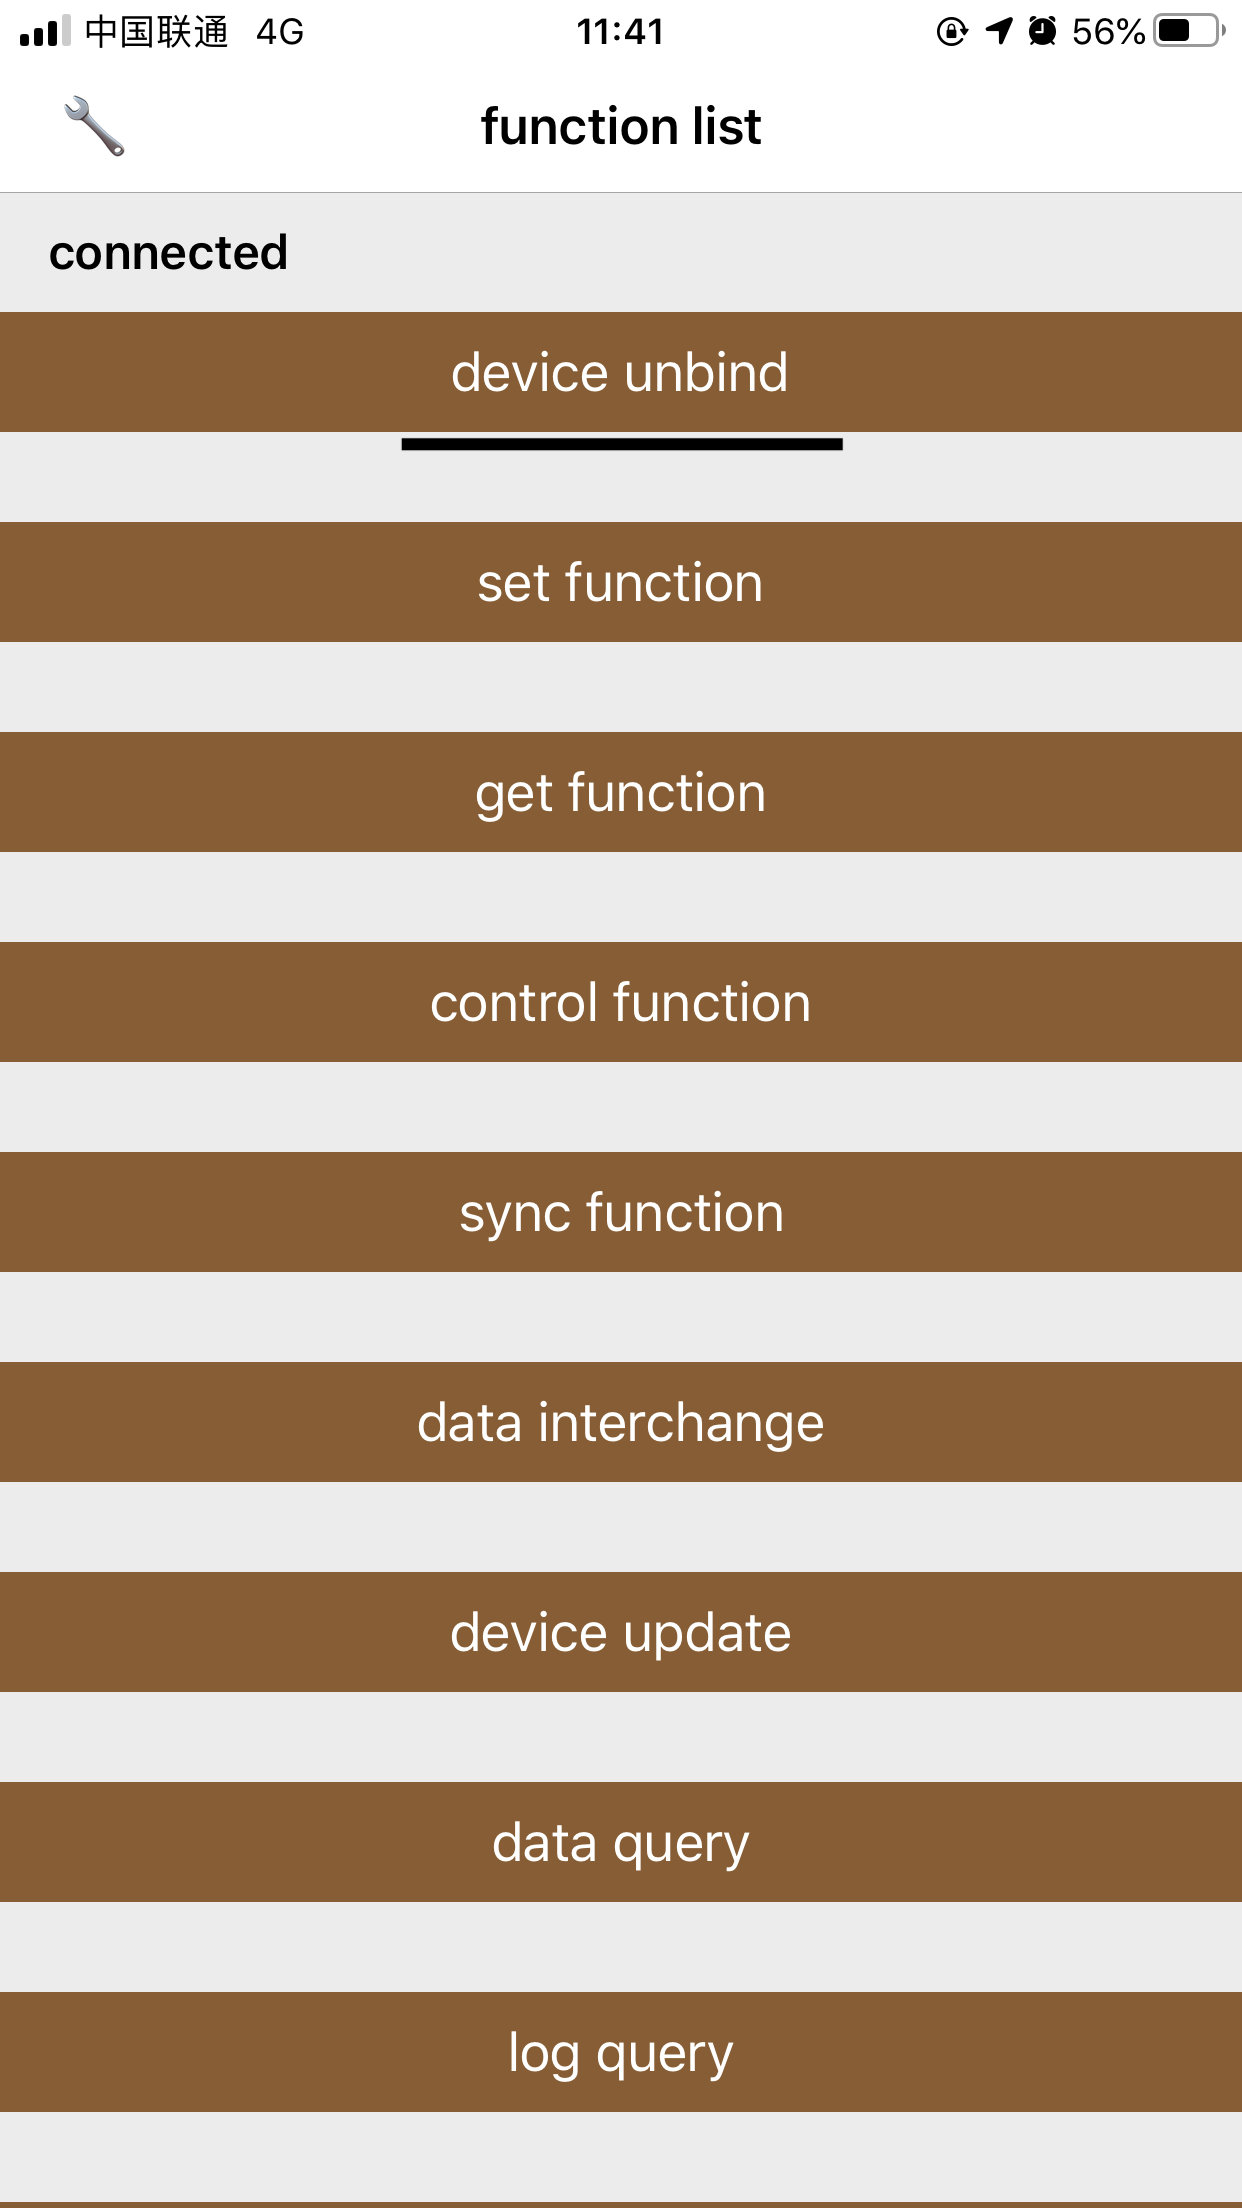 中国联通 4G 11:41 56%
function list
connected
device unbind
set function
get function
control function
sync function
data interchange
device update
data query
log query